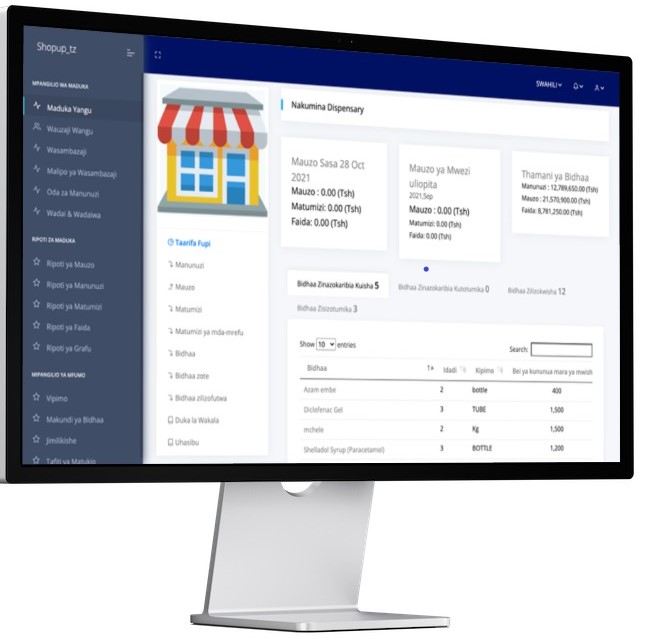 Shopup_tz
MPANGILIO WA MADUKA
Maduka Yangu
Wauzaji Wangu
Wasambazaji
Malipo ya Wasambazaji
Oda za Manunuzi
Wadai & Wadaiwa
RIPOTI ZA MADUKA
Ripoti ya Mauzo
Ripoti ya Manunuzi
Ripoti ya Matumizi
Ripoti ya Faida
Ripoti ya Grafu
MIPANGILIO YA MFUMO
Vipimo
Makundi ya Bidhaa
Jimilikishe
Tafiti ya Matukio
SWAHILI
Taarifa Fupi
Manunuzi
Mauzo
Matumizi
Matumizi ya mda-mrefu
Bidhaa
Bidhaa zote
Bidhaa zilizofutwa
Duka la Wakala
Uhasibu
Nakumina Dispensary
Mauzo Sasa 28 Oct
2021
Mauzo : 0.00 (Tsh)
Matumizi: 0.00 (Tsh)
Faida: 0.00 (Tsh)
Mauzo ya Mwezi
uliopita
2021,Sep
Mauzo : 0.00 (Tsh)
Matumizi: 0.00 (Tsh)
Faida: 0.00 (Tsh)
Thamani ya Bidhaa
Manunuzi : 12,789,650.00 (Tsh)
Mauzo : 21,570,900.00 (Tsh)
Faida: 8,781,250.00 (Tsh)
Bidhaa Zinazokaribia Kuisha 5 Bidhaa Zinazokaribia Kutotumika 0 Bidhaa Zilizokwisha 12
Bidhaa Zisizotumika 3
Show 10 entries Search:
Bidhaa Idadi Kipimo Bei ya kununua mara ya mwish
Azam embe 2 bottle 400
Diclefenac Gel 3 TUBE 1,500
mchele 2 Kg 1,500
Shelladol Syrup (Paracetamel) 3 BOTTLE 1,200